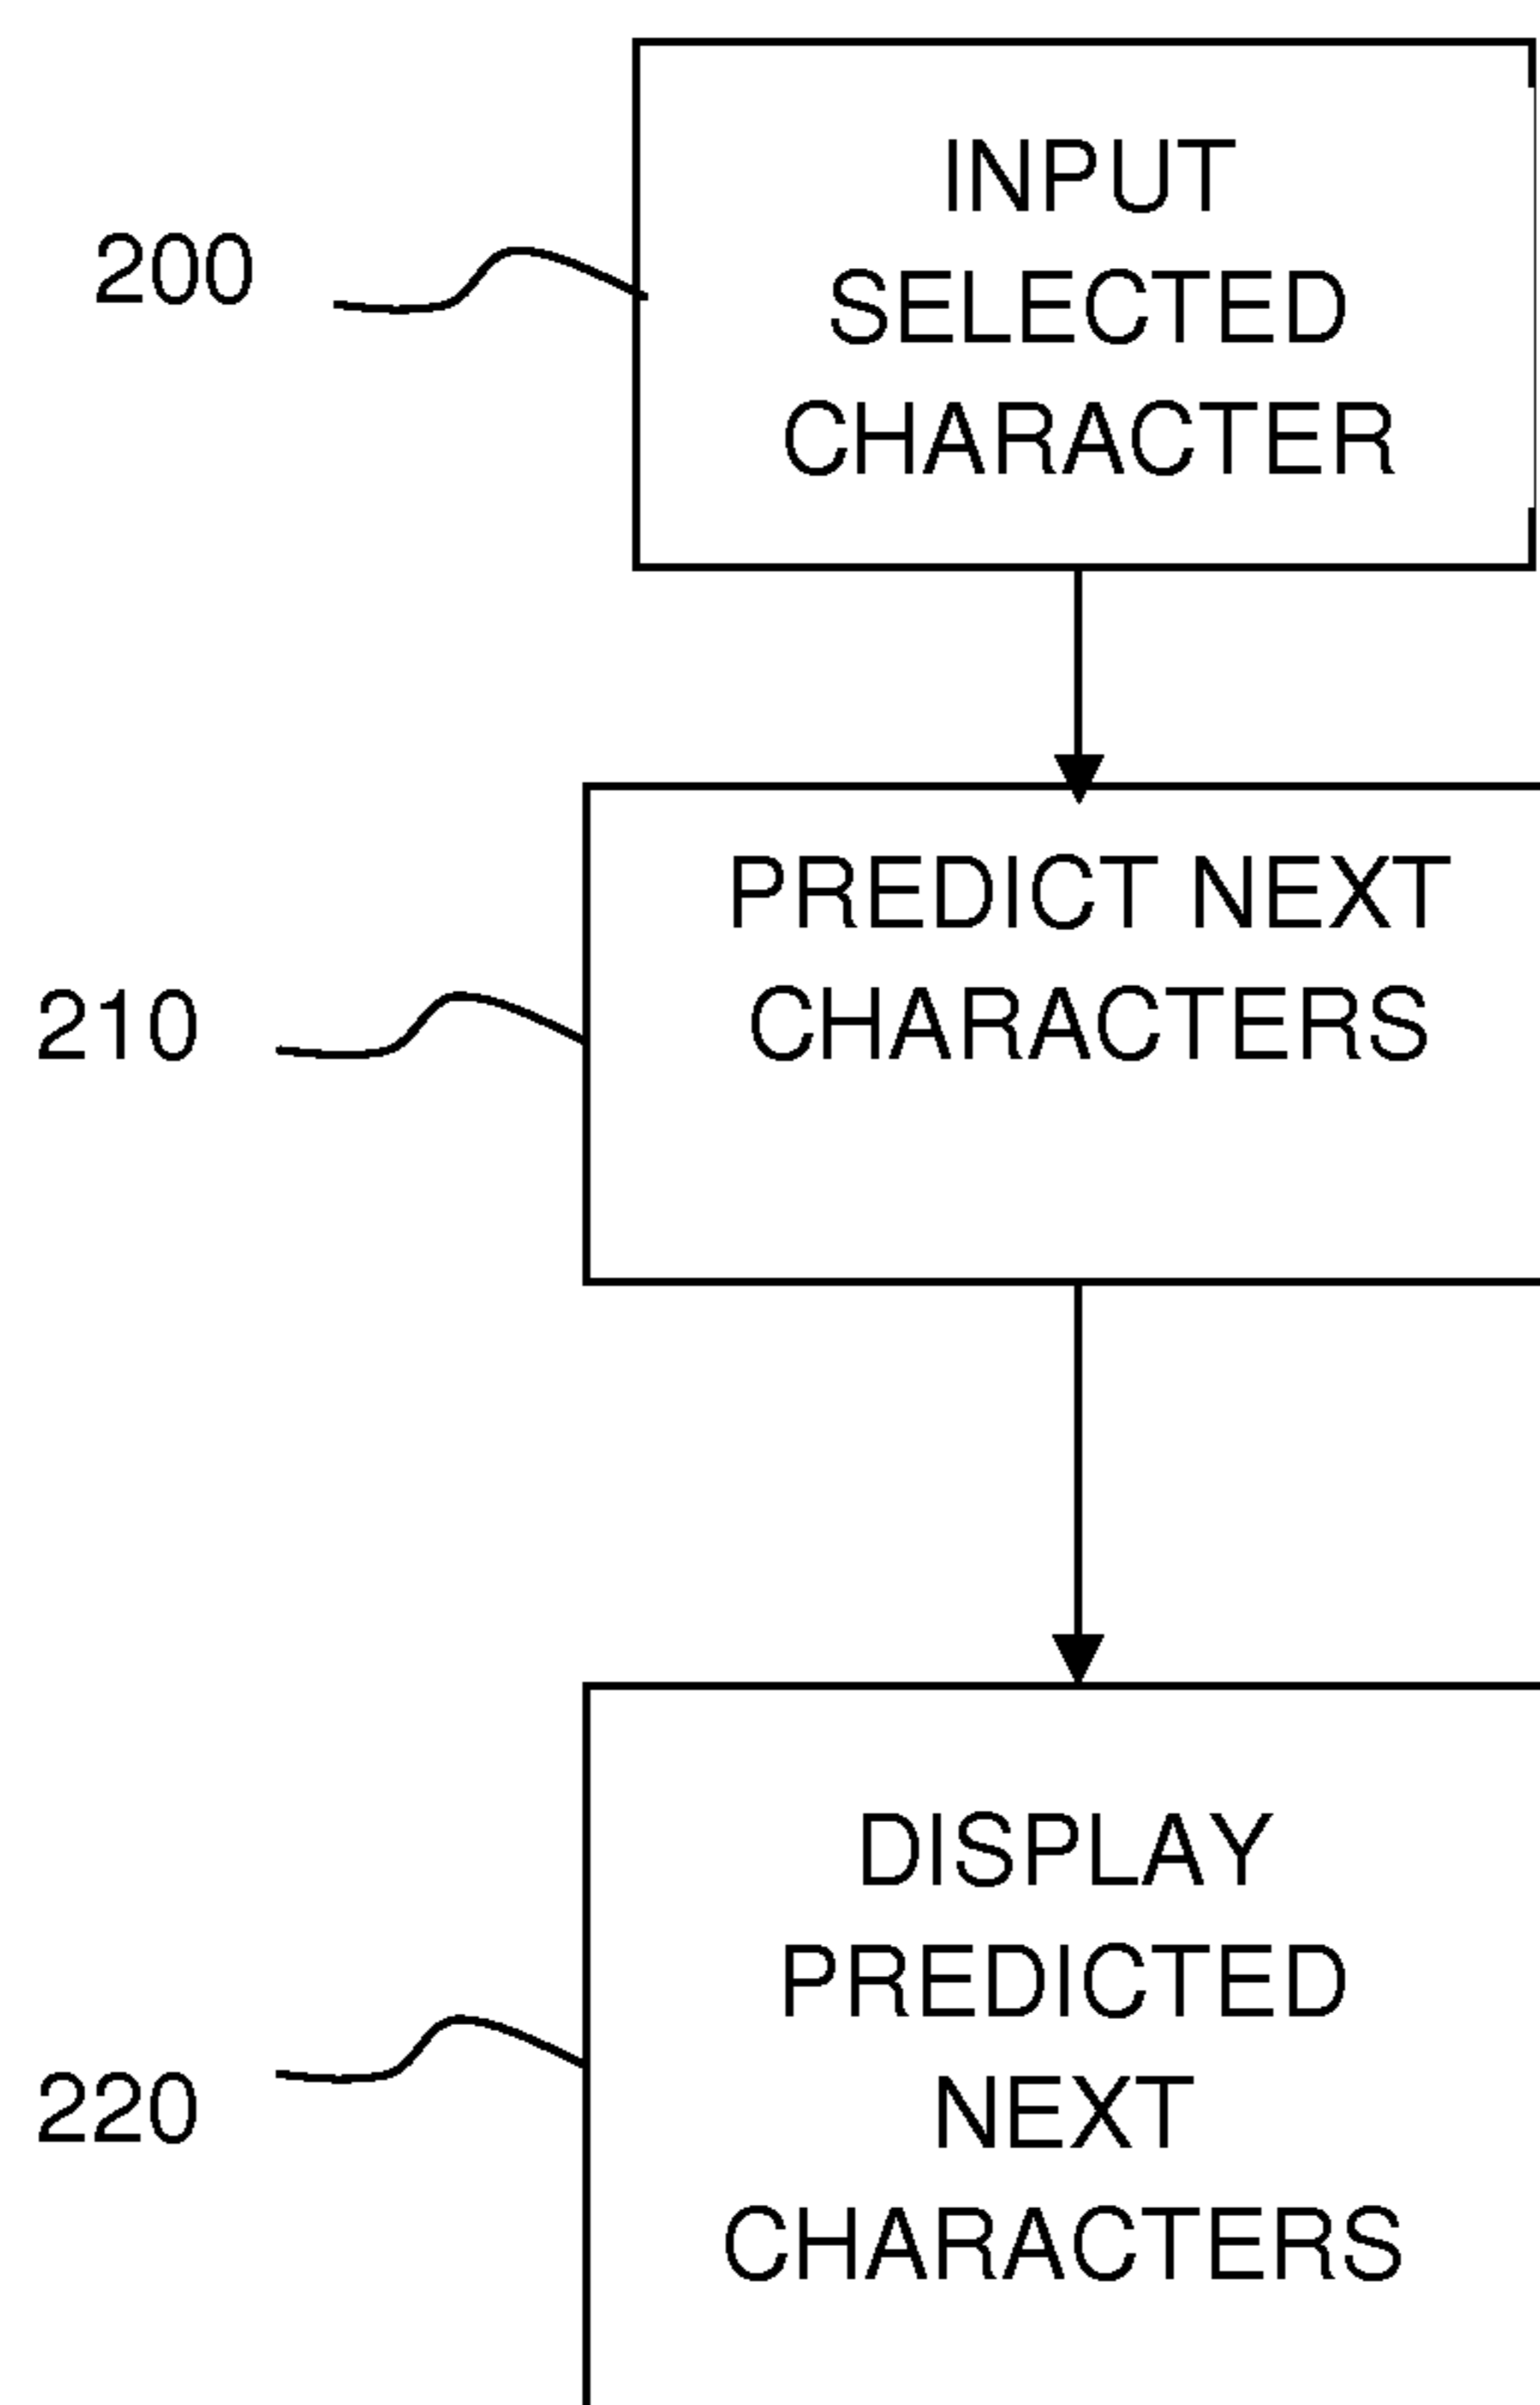 200
INPUT
SELECTED
CHARACTER
210
PREDICT NEXT
CHARACTERS
220
DISPLAY
PREDICTED
NEXT
CHARACTERS